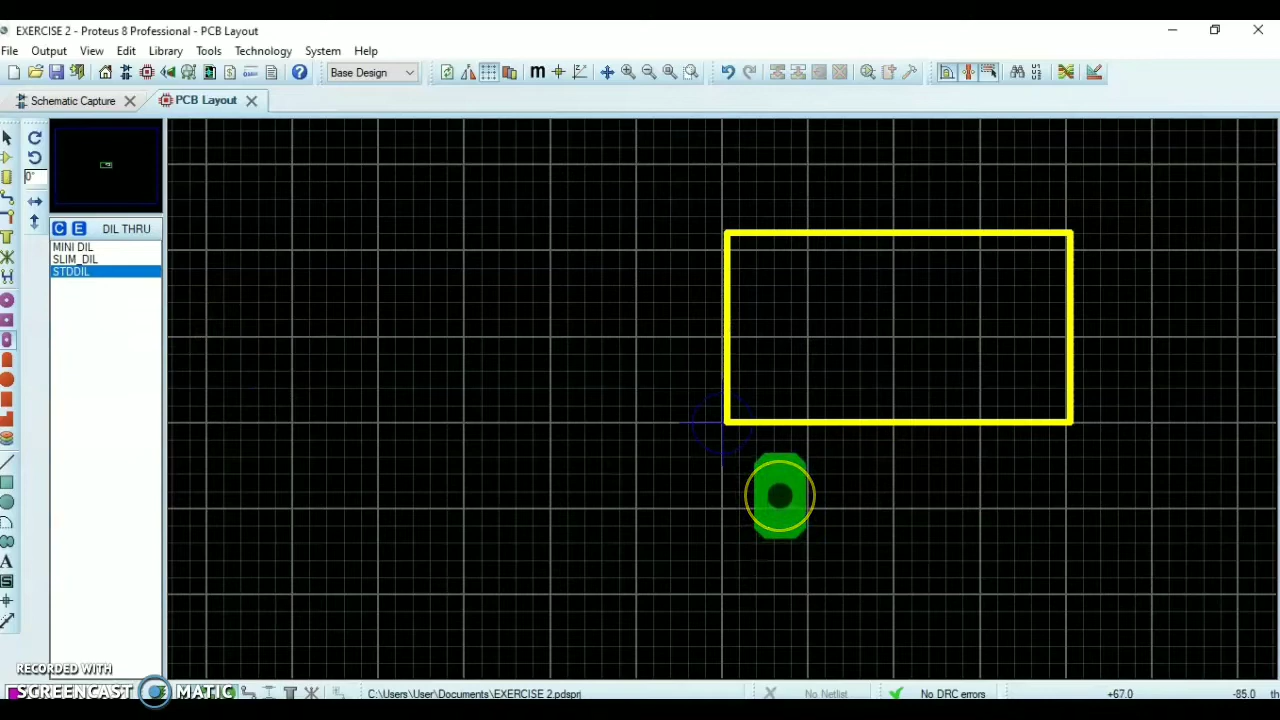 EXERCISE 2 - Proteus 8 Professional - PCB Layout
File Output View Edit Library Tools Technology System Help
Base Design
Schematic Capture PCB Layout
0°
C E DIL THRU
MINI DIL
SLIM_DIL
STDDIL
RECORDED WITH
SCREENCAST MATIC
C:\Users\User\Documents\EXERCISE 2.pdsprj No Netlist No DRC errors +67.0 -85.0 th